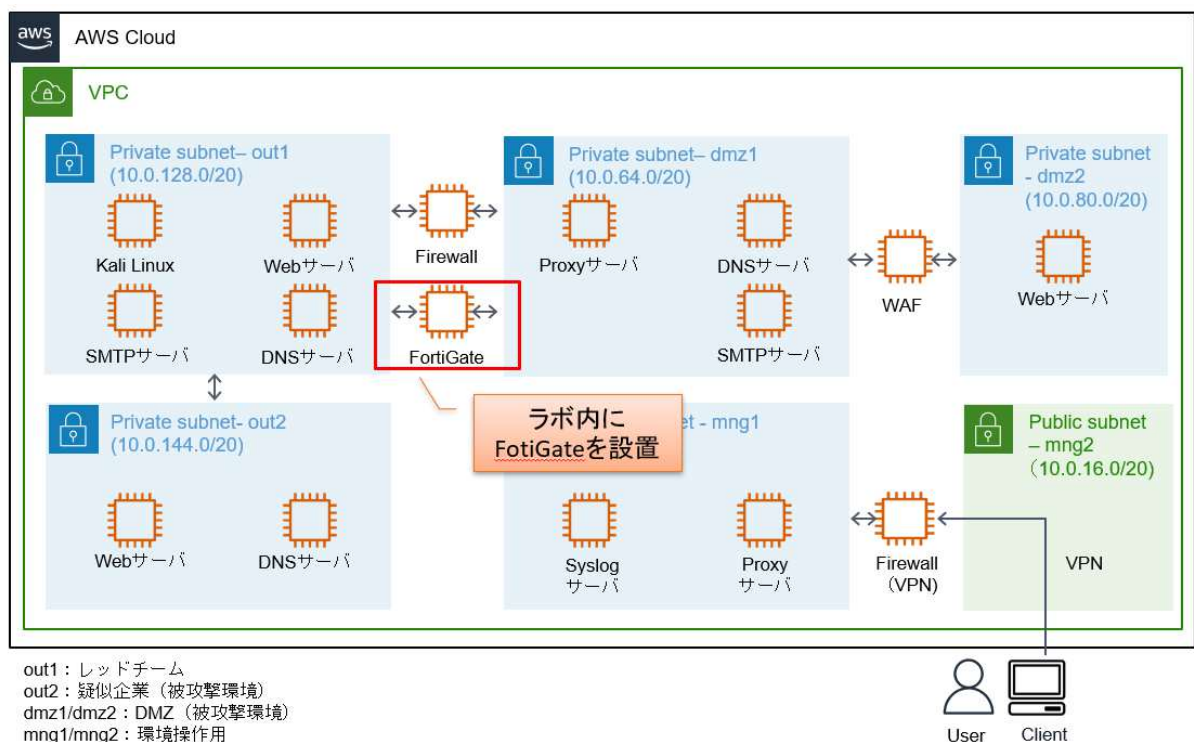 aws
AWS Cloud
VPC
Private subnet– out1
(10.0.128.0/20)
Kali Linux
Webサーバ
SMTPサーバ
DNSサーバ
Firewall
FortiGate
Private subnet– dmz1
(10.0.64.0/20)
Proxyサーバ
DNSサーバ
SMTPサーバ
WAF
Private subnet
- dmz2
(10.0.80.0/20)
Webサーバ
ラボ内に
FotiGateを設置
Private subnet- out2
(10.0.144.0/20)
Webサーバ
DNSサーバ
et - mng1
Syslog
サーバ
Proxy
サーバ
Firewall
(VPN)
Public subnet
– mng2
（10.0.16.0/20)
VPN
out1：レッドチーム
out2：疑似企業（被攻撃環境）
dmz1/dmz2：DMZ（被攻撃環境）
mng1/mng2：環境操作用
User
Client